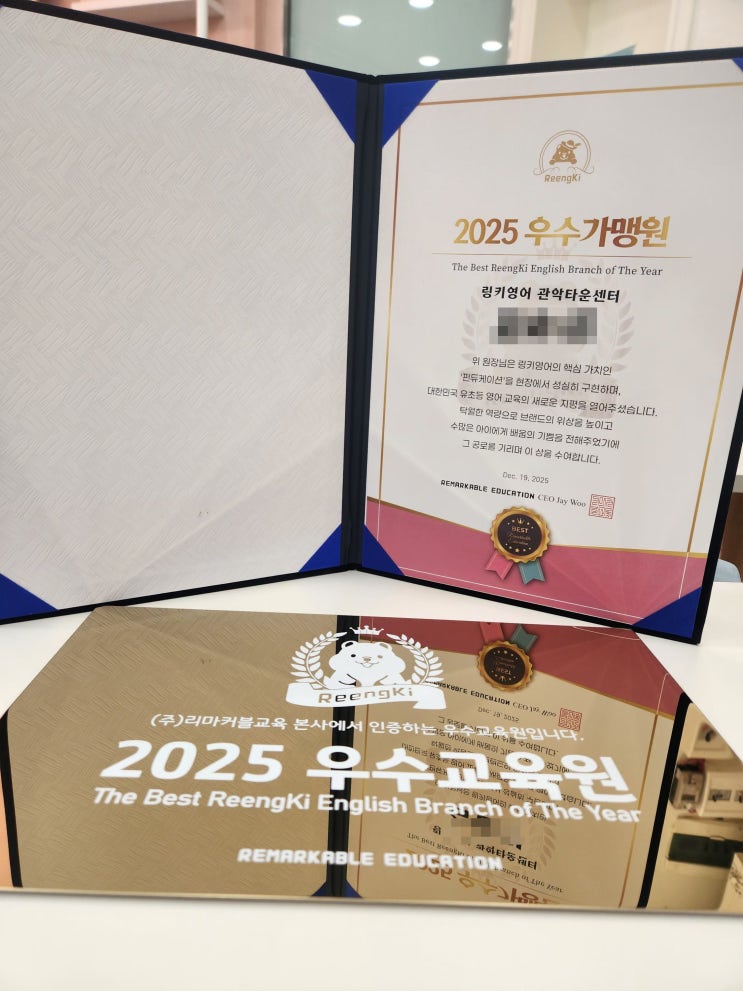 ReengKi
2025 우수가맹원
The Best ReengKi English Branch of The Year
링키영어 관악타운센터
위 원장님은 링키영어의 핵심 가치인
'펀듀케이션'을 현장에서 성실히 구현하며,
대한민국 유초등 영어 교육의 새로운 지평을 열어주셨습니다.
탁월한 역량으로 브랜드의 위상을 높이고
수많은 아이에게 배움의 기쁨을 전해주었기에
그 공로를 기리며 이 상을 수여합니다.
Dec. 19, 2025
REMARKABLE EDUCATION CEO Jay Woo
BEST
ReengKi
(주)리마커블교육 본사에서 인증하는 우수교육원입니다.
2025 우수교육원
The Best ReengKi English Branch of The Year
REMARKABLE EDUCATION